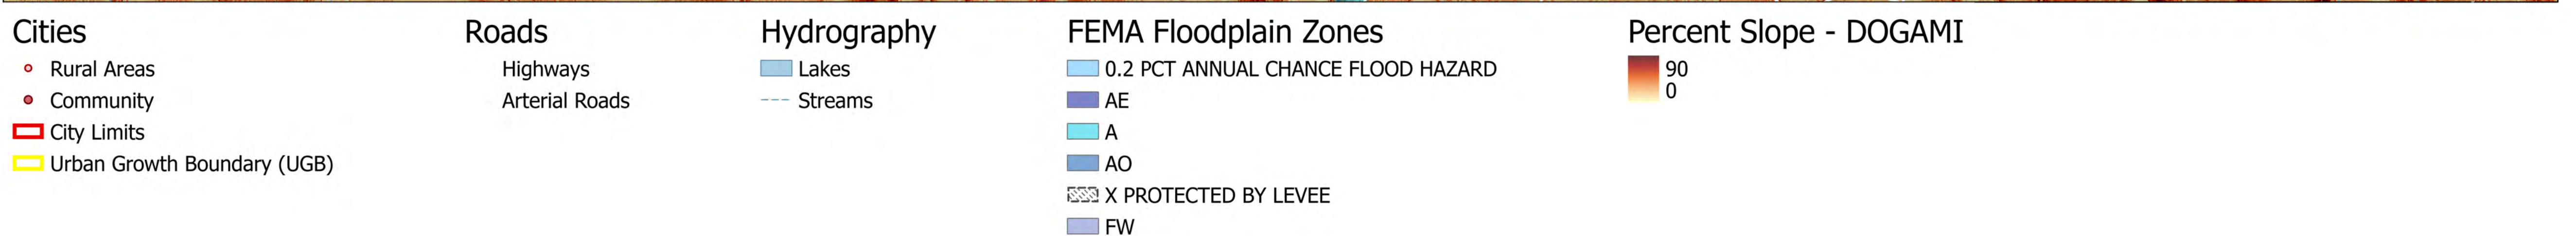 Cities
Rural Areas
Community
City Limits
Urban Growth Boundary (UGB)
Roads
Highways
Arterial Roads
Hydrography
Lakes
Streams
FEMA Floodplain Zones
0.2 PCT ANNUAL CHANCE FLOOD HAZARD
AE
A
AO
X PROTECTED BY LEVEE
FW
Percent Slope - DOGAMI
90
0